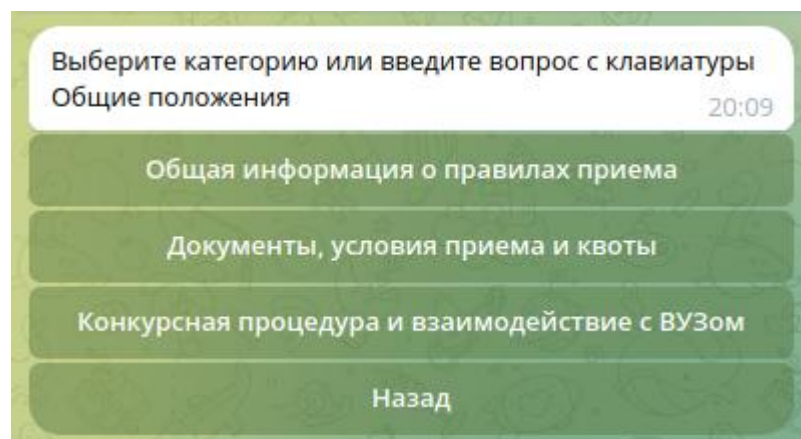 Выберите категорию или введите вопрос с клавиатуры
Общие положения
20:09
Общая информация о правилах приема
Документы, условия приема и квоты
Конкурсная процедура и взаимодействие с ВУЗом
Назад